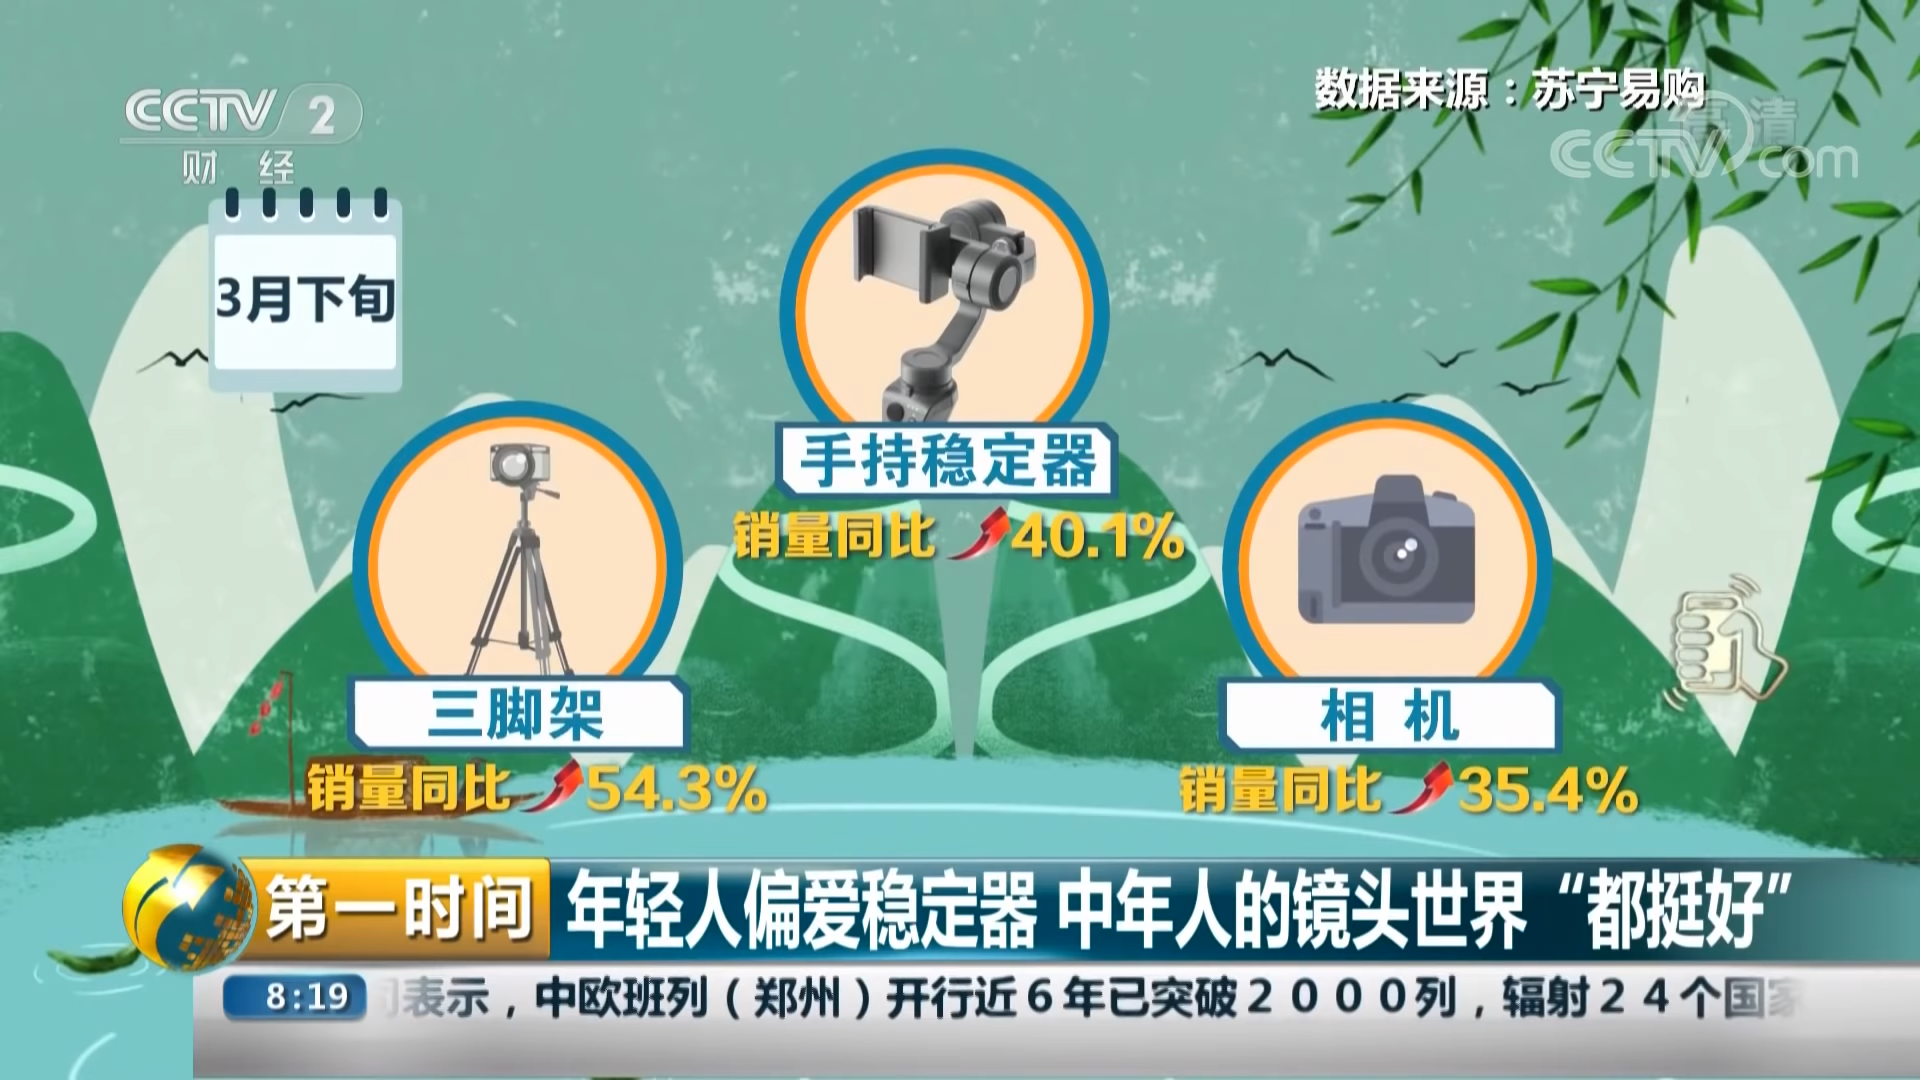 数据来源：苏宁易购
CCTV 2
财 经
高清
CCTV com
3月下旬
手持稳定器
销量同比 40.1%
三脚架
销量同比 54.3%
相 机
销量同比 35.4%
第一时间
年轻人偏爱稳定器 中年人的镜头世界“都挺好”
8:19
表示，中欧班列（郑州）开行近6年已突破2000列，辐射24个国